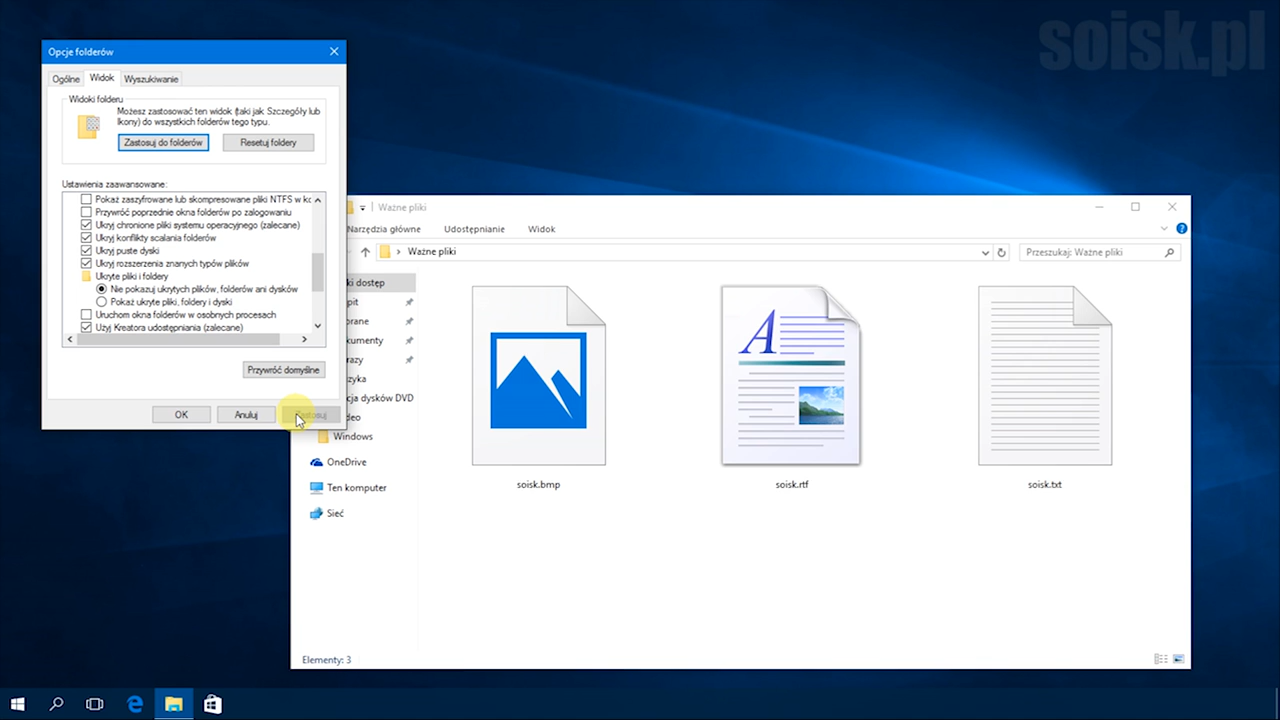 soisk.pl
Opcje folderów
Ogólne Widok Wyszukiwanie
Widoki folderu
Możesz zastosować ten widok (taki jak Szczegóły lub
Ikony) do wszystkich folderów tego typu.
Zastosuj do folderów Resetuj foldery
Ustawienia zaawansowane:
Pokaż zaszyfrowane lub skompresowane pliki NTFS w kc
Przywróć poprzednie okna folderów po zalogowaniu
Ukryj chronione pliki systemu operacyjnego (zalecane)
Ukryj konflikty scalania folderów
Ukryj puste dyski
Ukryj rozszerzenia znanych typów plików
Ukryte pliki i foldery
Nie pokazuj ukrytych plików, folderów ani dysków
Pokaż ukryte pliki, foldery i dyski
Uruchom okna folderów w osobnych procesach
Użyj Kreatora udostępniania (zalecane)
Przywróć domyślne
OK Anuluj Zastosuj
Ważne pliki
Narzędzia główne Udostępnianie Widok
Ważne pliki
Przeszukaj: Ważne pliki
ki dostęp
pit
brane
kumenty
razy
zyka
cja dysków DVD
deo
Windows
OneDrive
Ten komputer
Sieć
soisk.bmp
soisk.rtf
soisk.txt
Elementy: 3